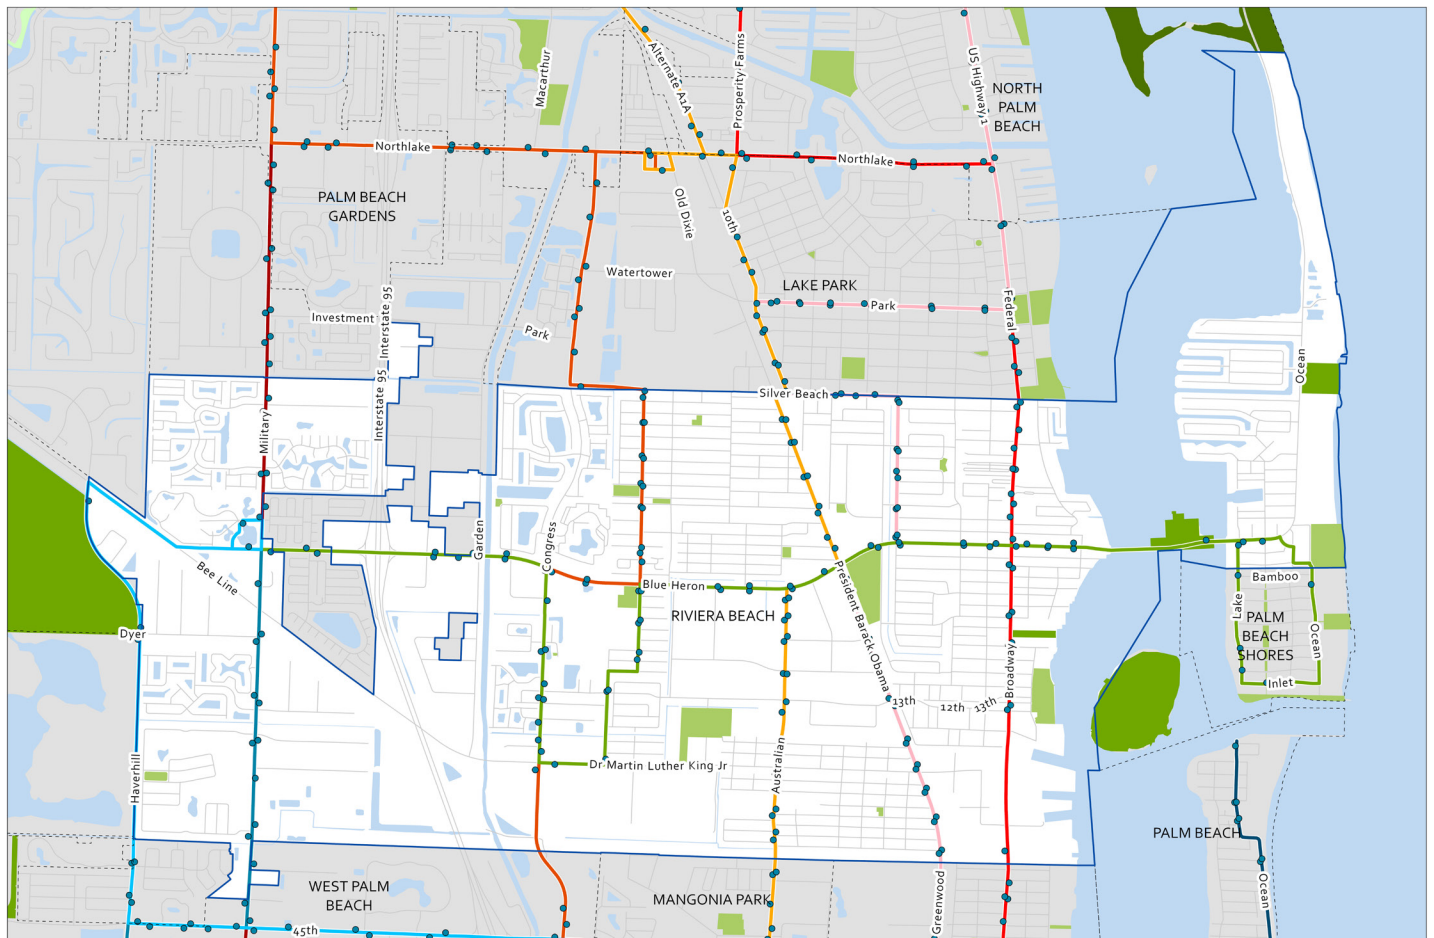 Macarthur
Alternate A1A
Prosperity Farms
US Highway 1
NORTH
PALM
BEACH
Northlake
Northlake
PALM BEACH
GARDENS
Old Dixie
10th
Watertower
LAKE PARK
Park
Federal
Investment
Interstate 95
Park
Ocean
Interstate 95
Silver Beach
Military
Garden
Congress
Bee Line
Blue Heron
President Barack Obama
RIVIERA BEACH
Bamboo
Lake
PALM
BEACH
SHORES
Ocean
Dyer
Inlet
Broadway
13th
12th
13th
Haverhill
Australian
Dr Martin Luther King Jr
PALM BEACH
WEST PALM
BEACH
MANGONIA PARK
Greenwood
Ocean
45th